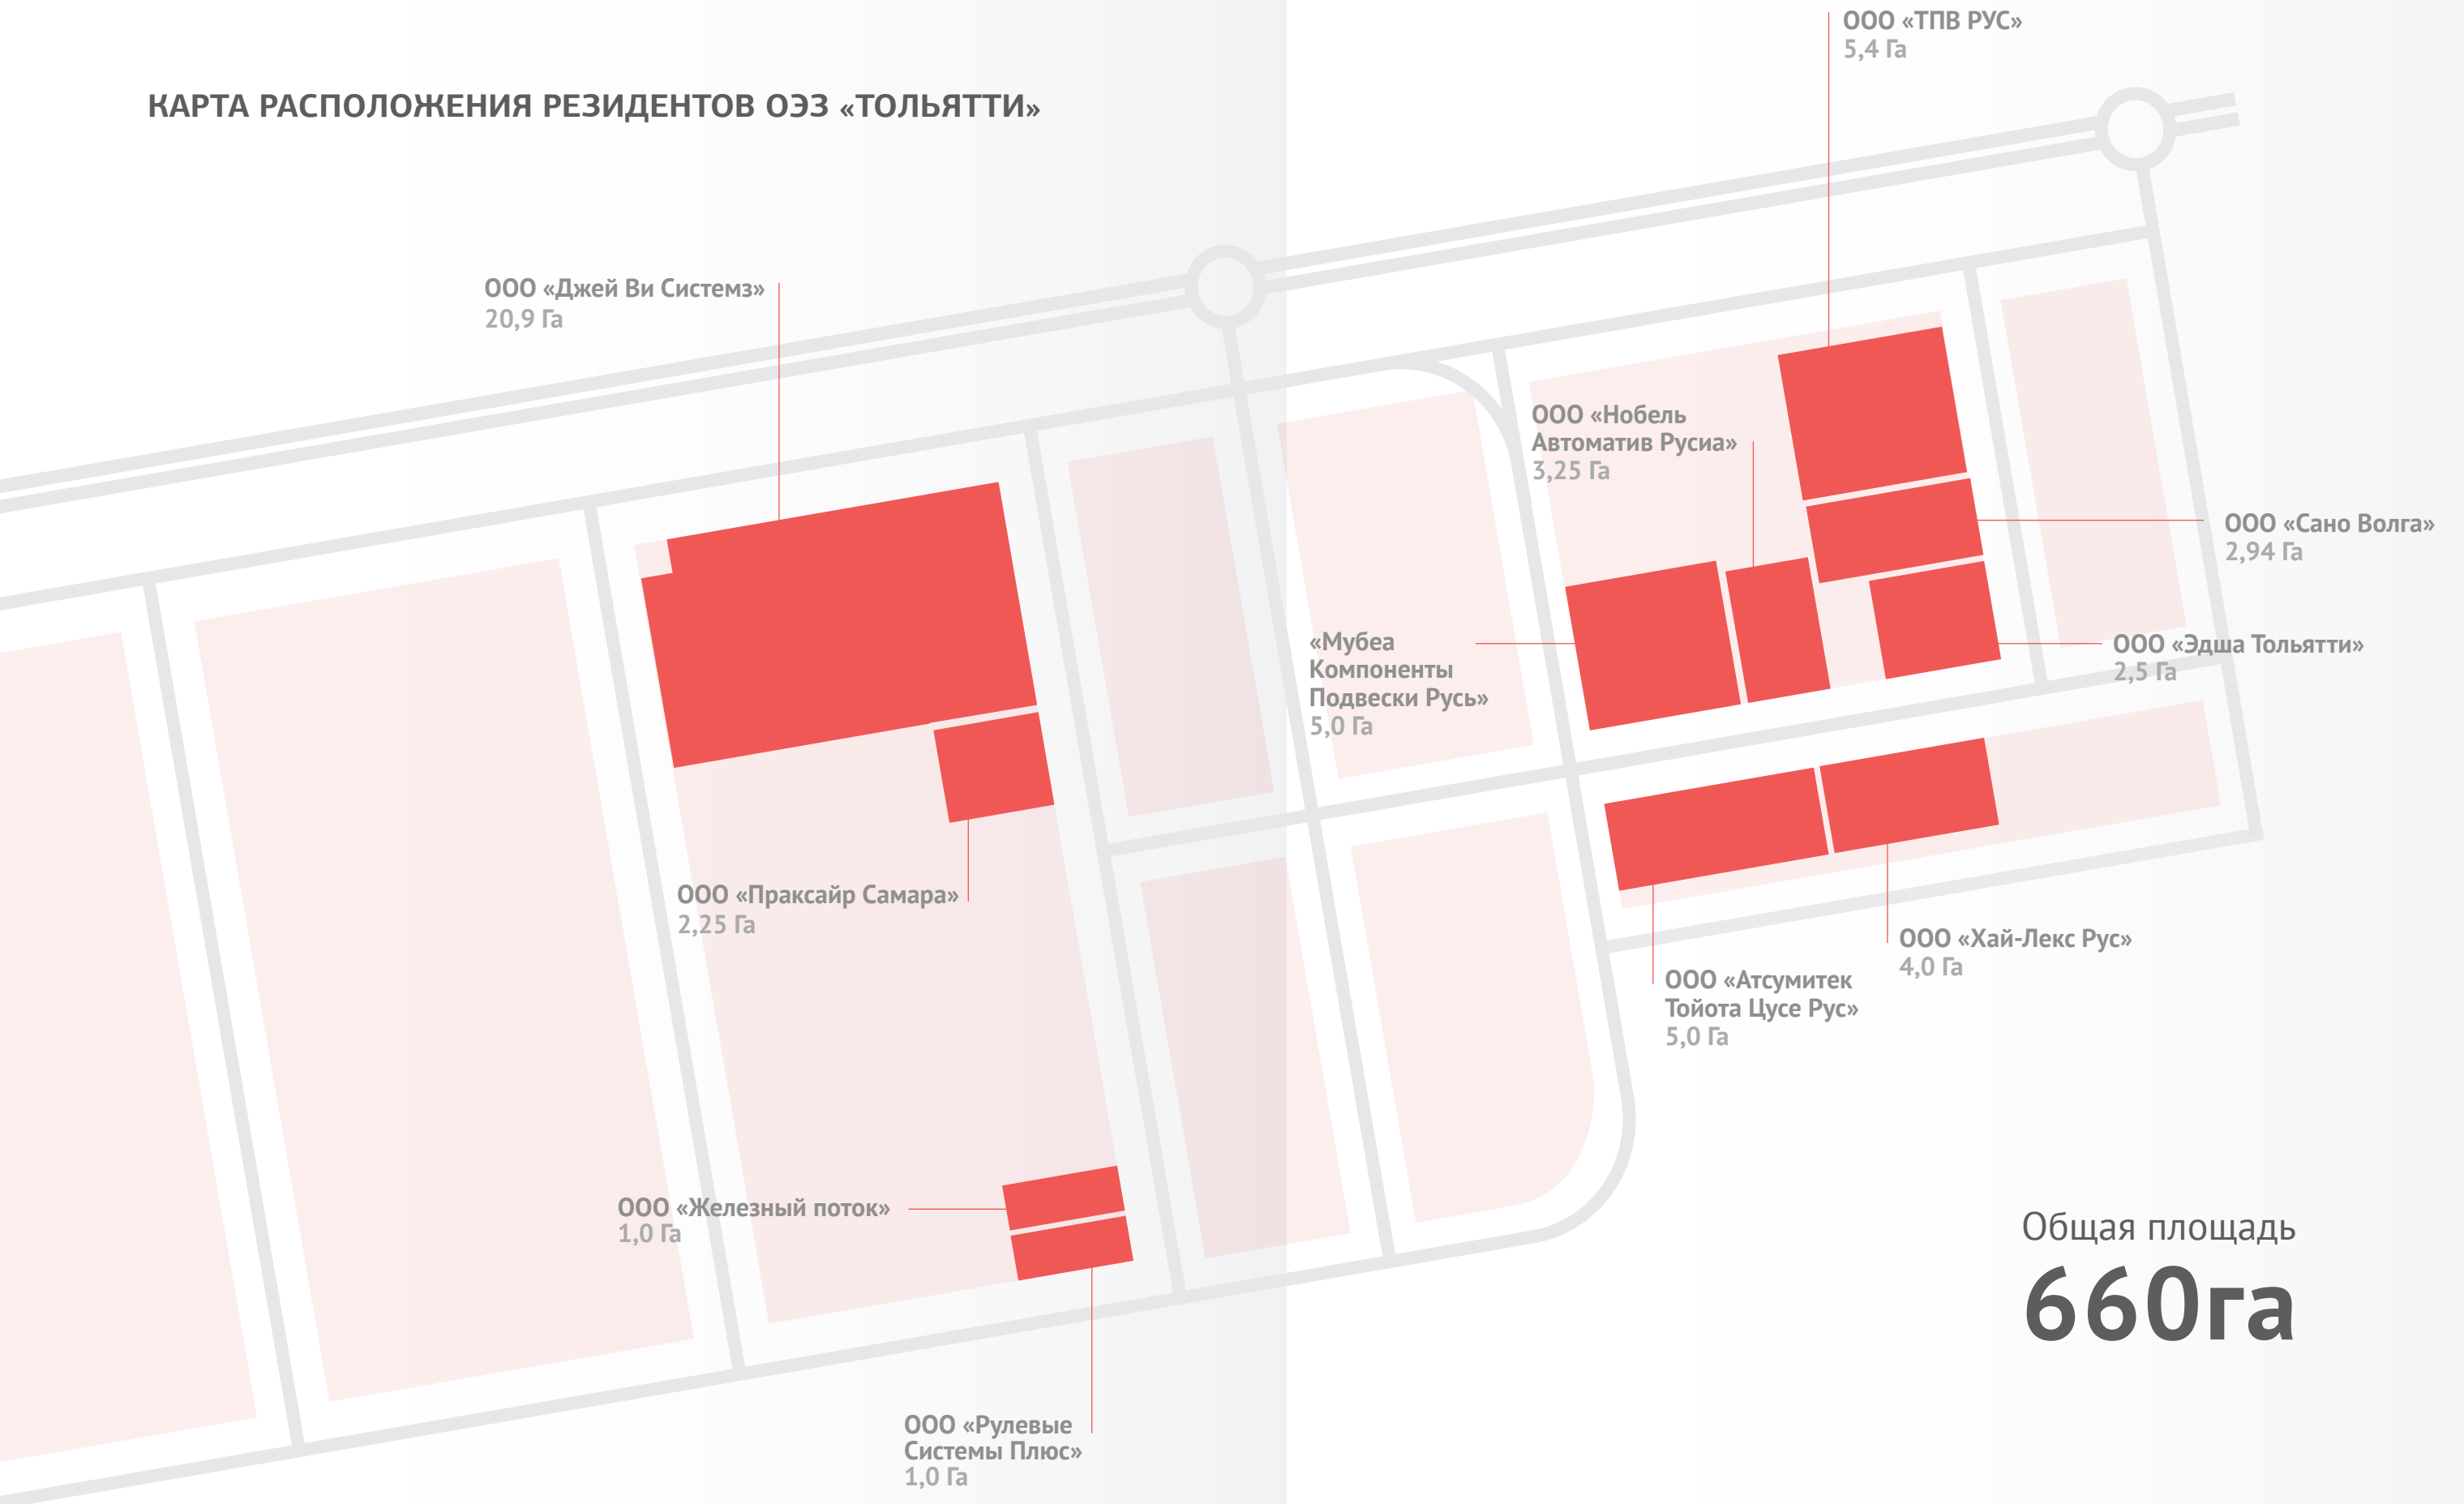 КАРТА РАСПОЛОЖЕНИЯ РЕЗИДЕНТОВ ОЭЗ «ТОЛЬЯТТИ»
ООО «ТПВ РУС»
5,4 Га
ООО «Джей Ви Системз»
20,9 Га
ООО «Нобель
Автоматив Русиа»
3,25 Га
ООО «Сано Волга»
2,94 Га
«Мубеа
Компоненты
Подвески Русь»
5,0 Га
ООО «Эдша Тольятти»
2,5 Га
ООО «Праксайр Самара»
2,25 Га
ООО «Хай-Лекс Рус»
4,0 Га
ООО «Атсумитек
Тойота Цусе Рус»
5,0 Га
ООО «Железный поток»
1,0 Га
Общая площадь
660га
ООО «Рулевые
Системы Плюс»
1,0 Га